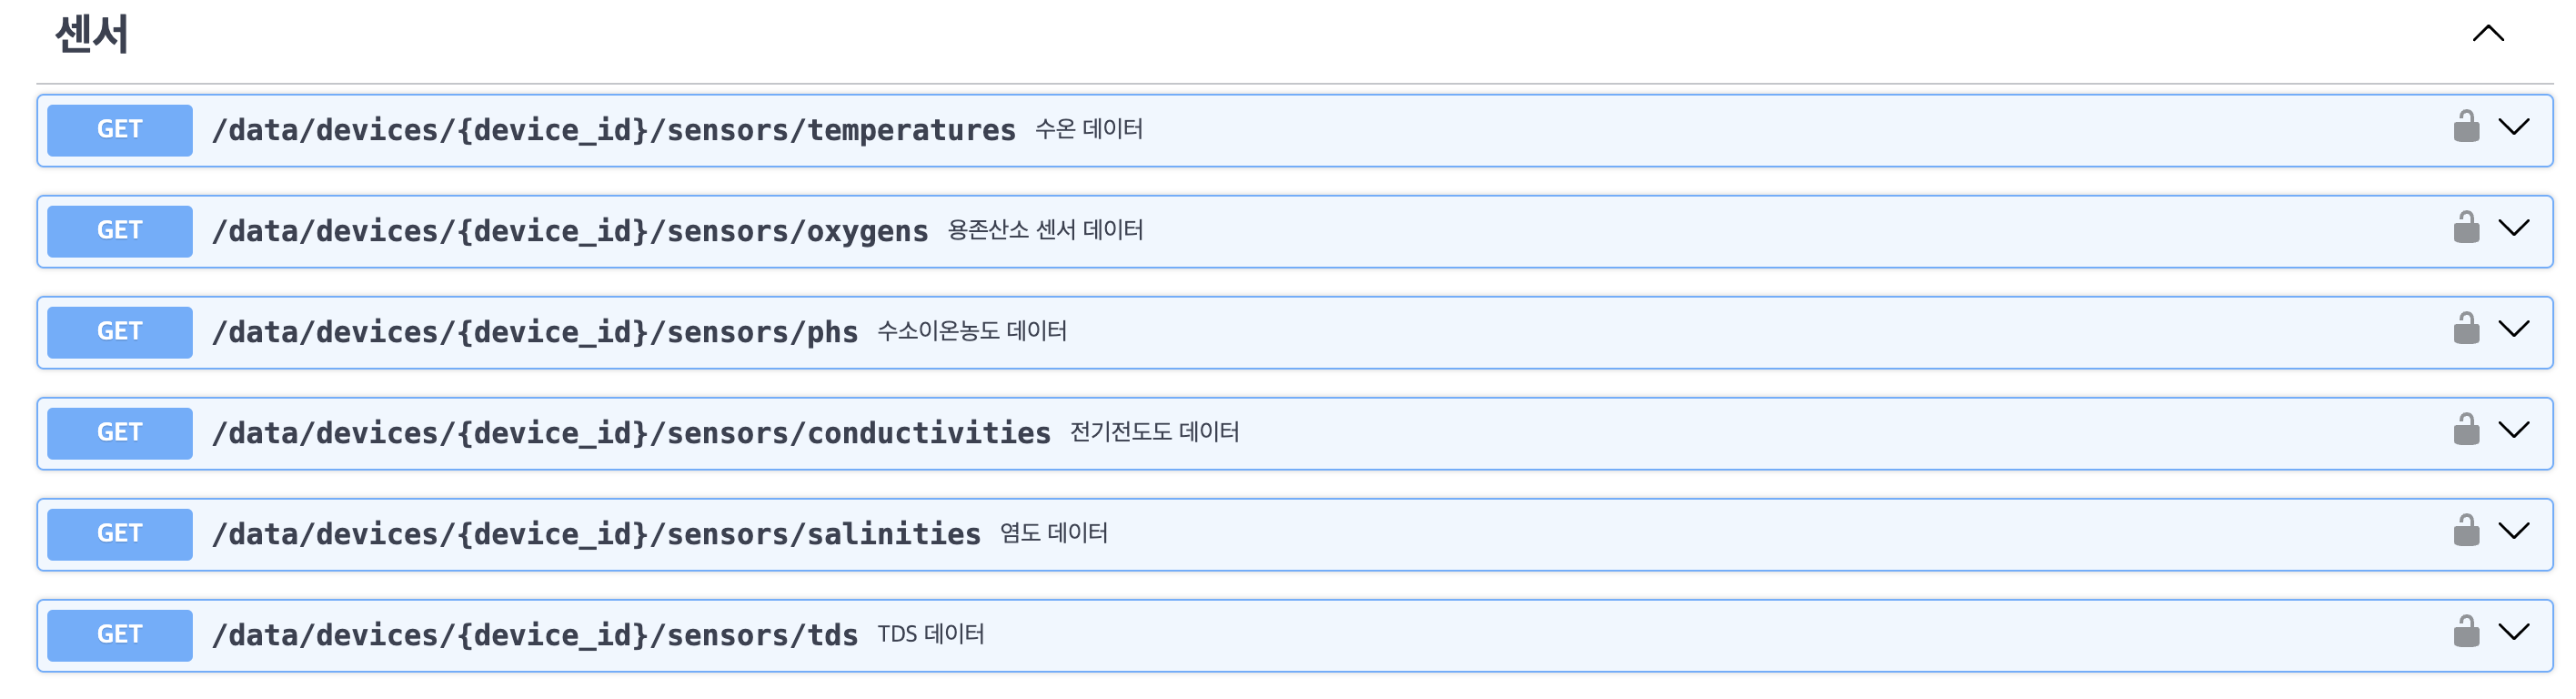 센서
GET /data/devices/{device_id}/sensors/temperatures 수온 데이터
GET /data/devices/{device_id}/sensors/oxygens 용존산소 센서 데이터
GET /data/devices/{device_id}/sensors/phs 수소이온농도 데이터
GET /data/devices/{device_id}/sensors/conductivities 전기전도도 데이터
GET /data/devices/{device_id}/sensors/salinities 염도 데이터
GET /data/devices/{device_id}/sensors/tds TDS 데이터